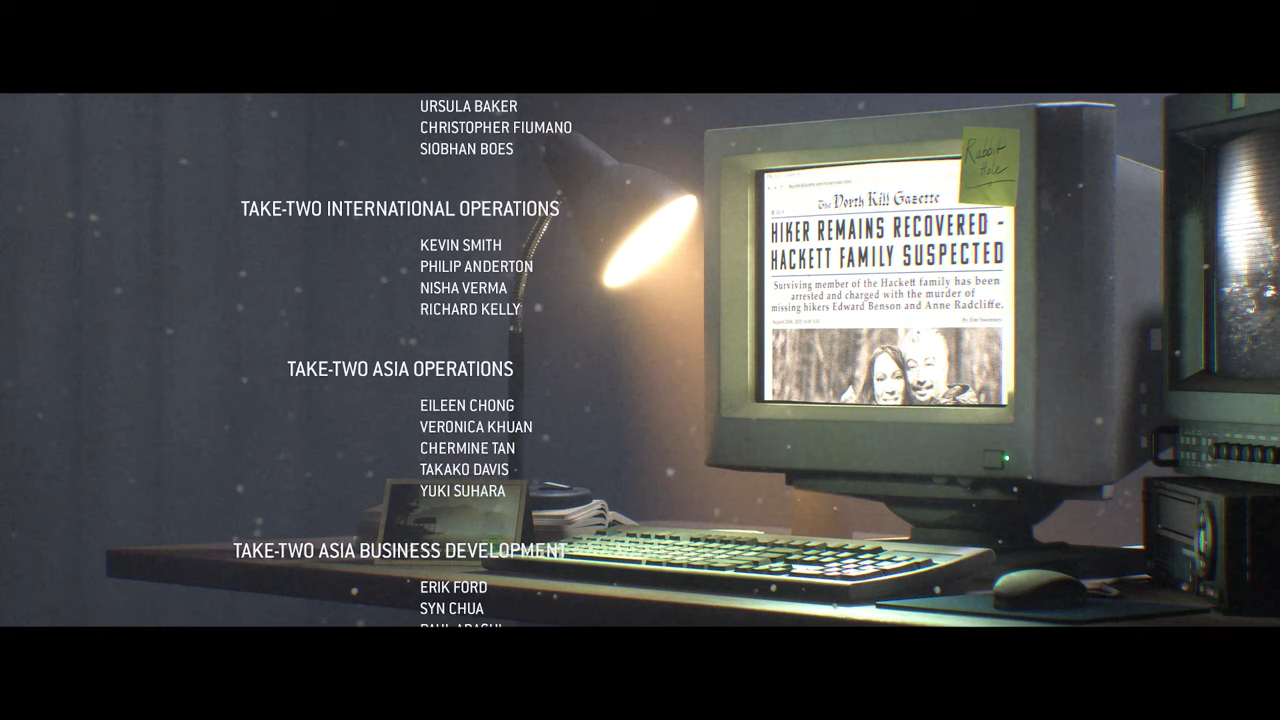 URSULA BAKER
CHRISTOPHER FIUMANO
SIOBHAN BOES
TAKE-TWO INTERNATIONAL OPERATIONS
KEVIN SMITH
PHILIP ANDERTON
NISHA VERMA
RICHARD KELLY
TAKE-TWO ASIA OPERATIONS
EILEEN CHONG
VERONICA KHUAN
CHERMINE TAN
TAKAKO DAVIS
YUKI SUHARA
TAKE-TWO ASIA BUSINESS DEVELOPMENT
ERIK FORD
SYN CHUA
Rabbit
Hole
The North Kill Gazette
HIKER REMAINS RECOVERED -
HACKETT FAMILY SUSPECTED
Surviving member of the Hackett family has been
arrested and charged with the murder of
missing hikers Edward Benson and Anne Radcliffe.